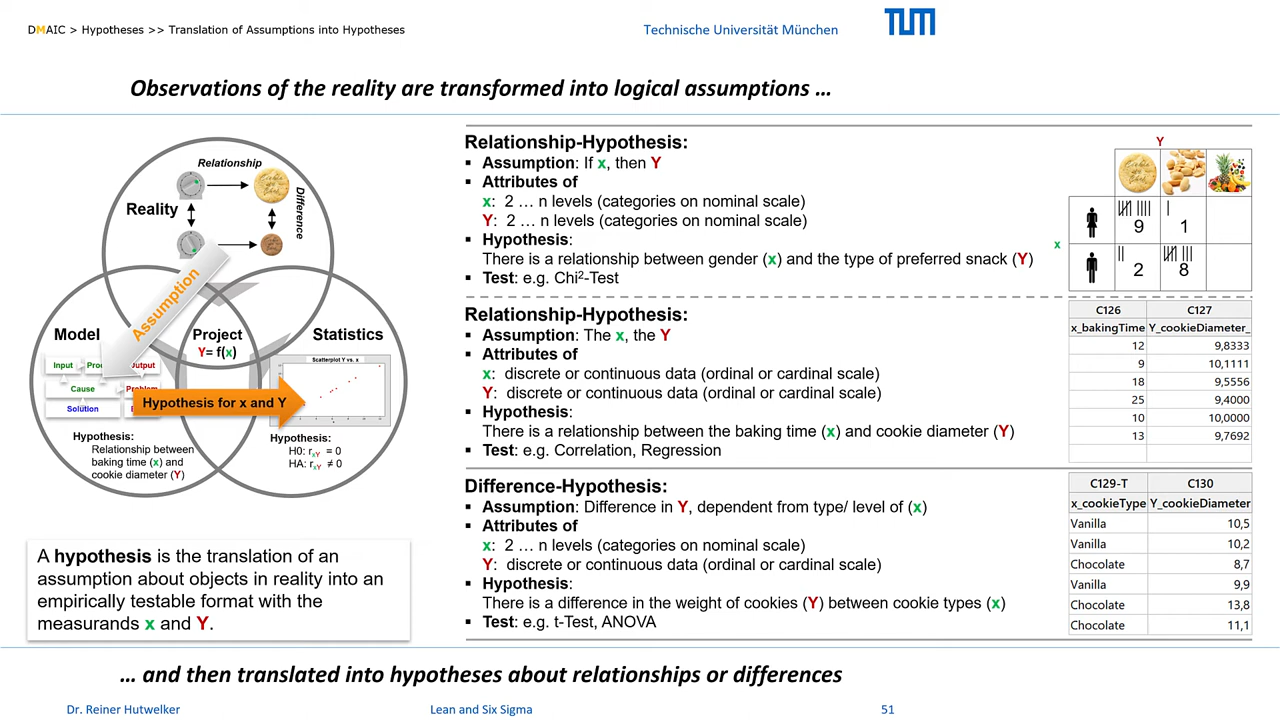 DMAIC > Hypotheses >> Translation of Assumptions into Hypotheses
Technische Universität München
TUM
Observations of the reality are transformed into logical assumptions …
Relationship
Reality
Difference
Assumption
Model
Project
Y= f(x)
Statistics
Input
Output
Cause
Solution
Scatterplot Y vs. x
Hypothesis for x and Y
Hypothesis:
Relationship between
baking time (x) and
cookie diameter (Y)
Hypothesis:
H0: rxY = 0
HA: rxY ≠ 0
A hypothesis is the translation of an
assumption about objects in reality into an
empirically testable format with the
measurands x and Y.
Relationship-Hypothesis:
▪ Assumption: If x, then Y
▪ Attributes of
x: 2 … n levels (categories on nominal scale)
Y: 2 … n levels (categories on nominal scale)
▪ Hypothesis:
There is a relationship between gender (x) and the type of preferred snack (Y)
▪ Test: e.g. Chi²-Test
Y
x
9 1
2 8
Relationship-Hypothesis:
▪ Assumption: The x, the Y
▪ Attributes of
x: discrete or continuous data (ordinal or cardinal scale)
Y: discrete or continuous data (ordinal or cardinal scale)
▪ Hypothesis:
There is a relationship between the baking time (x) and cookie diameter (Y)
▪ Test: e.g. Correlation, Regression
C126 C127
x_bakingTime Y_cookieDiameter_
12 9,8333
9 10,1111
18 9,5556
25 9,4000
10 10,0000
13 9,7692
Difference-Hypothesis:
▪ Assumption: Difference in Y, dependent from type/ level of (x)
▪ Attributes of
x: 2 … n levels (categories on nominal scale)
Y: discrete or continuous data (ordinal or cardinal scale)
▪ Hypothesis:
There is a difference in the weight of cookies (Y) between cookie types (x)
▪ Test: e.g. t-Test, ANOVA
C129-T C130
x_cookieType Y_cookieDiameter
Vanilla 10,5
Vanilla 10,2
Chocolate 8,7
Vanilla 9,9
Chocolate 13,8
Chocolate 11,1
… and then translated into hypotheses about relationships or differences
Dr. Reiner Hutwelker
Lean and Six Sigma
51